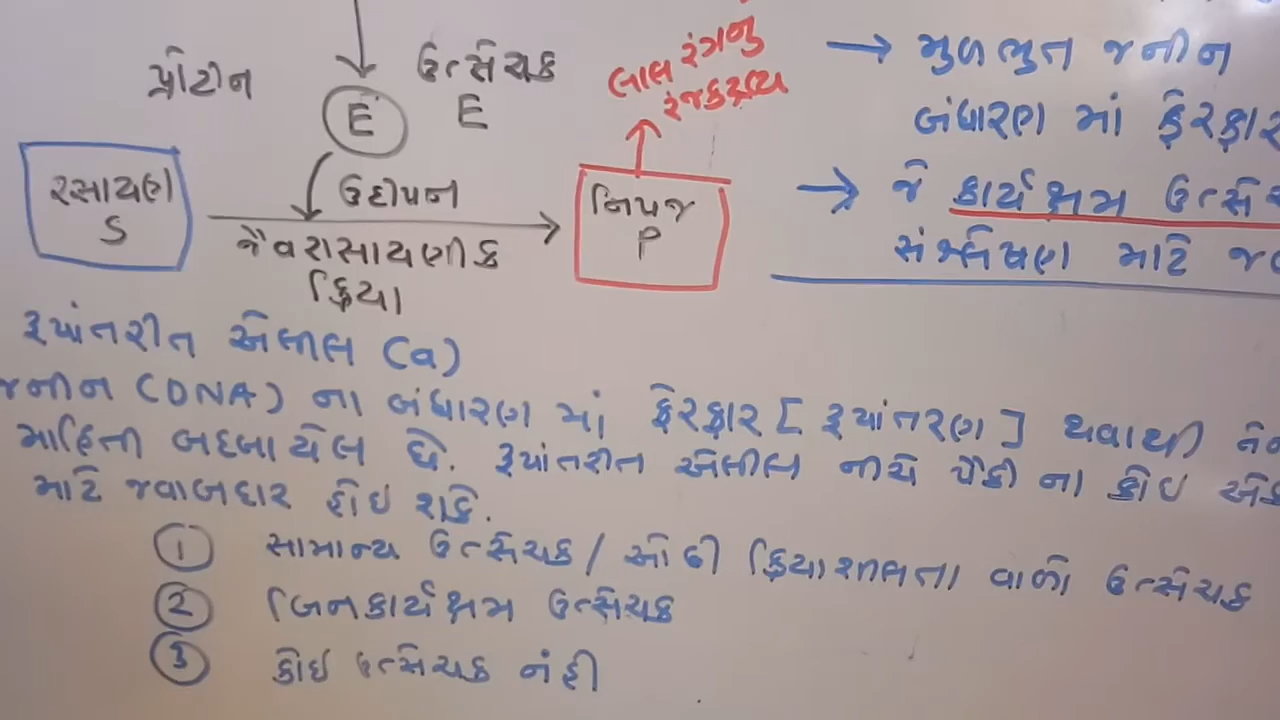 પ્રોટીન
ઉત્સેચક
E
E
લાલ રંગનુ
રંજકદ્રવ્ય
રસાયણ
S
ઉદીપન
જૈવરાસાયણીક
ક્રિયા
નિપજ
P
→ મુળભુત જનીન
બંધારણ માં ફેરફાર
→ જે કાર્યક્ષમ
સંશ્લેષણ માટે
રૂપાંતરીત એલીલ (a)
જનીન (DNA) ના બંધારણ માં ફેરફાર [રૂપાંતરણ] થવાથી
માહિતી બદલાયેલ છે. રૂપાંતરીત એલીલ નીચે પૈકી ના કોઇ
માટે જવાબદાર હોઇ શકે.
1 સામાન્ય ઉત્સેચક / ઓછી ક્રિયાશીલતા વાળો ઉત્સેચક
2 બિનકાર્યક્ષમ ઉત્સેચક
3 કોઇ ઉત્સેચક નહી